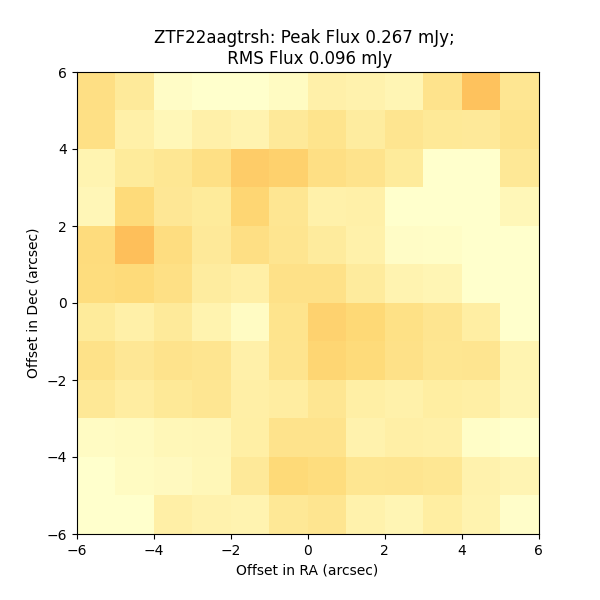 ZTF22aagtrsh: Peak Flux 0.267 mJy;
RMS Flux 0.096 mJy
6
4
2
0
−2
−4
−6
Offset in Dec (arcsec)
−6 −4 −2 0 2 4 6
Offset in RA (arcsec)